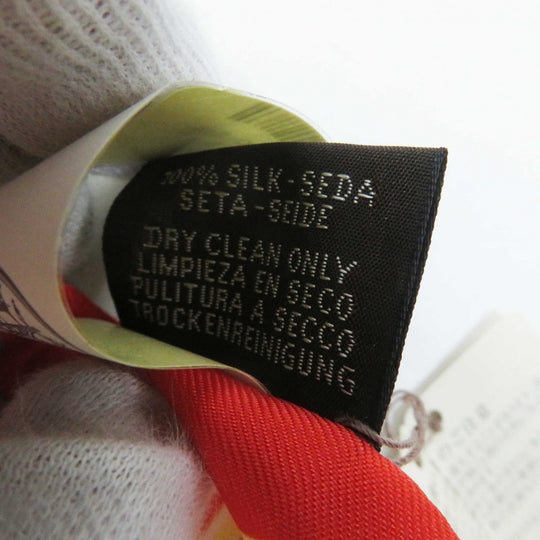 100% SILK-SEDA
SETA-SEIDE
DRY CLEAN ONLY
LIMPIEZA EN SECO
PULITURA A SECCO
TROCKENREINIGUNG